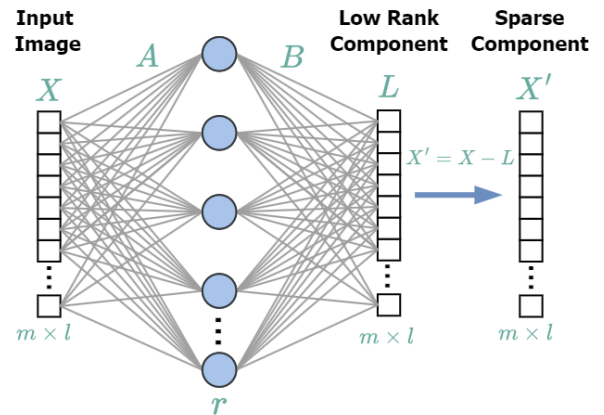 Input
Image
Low Rank
Component
Sparse
Component
A
B
X
L
X′
X′ = X − L
m × l
m × l
m × l
r